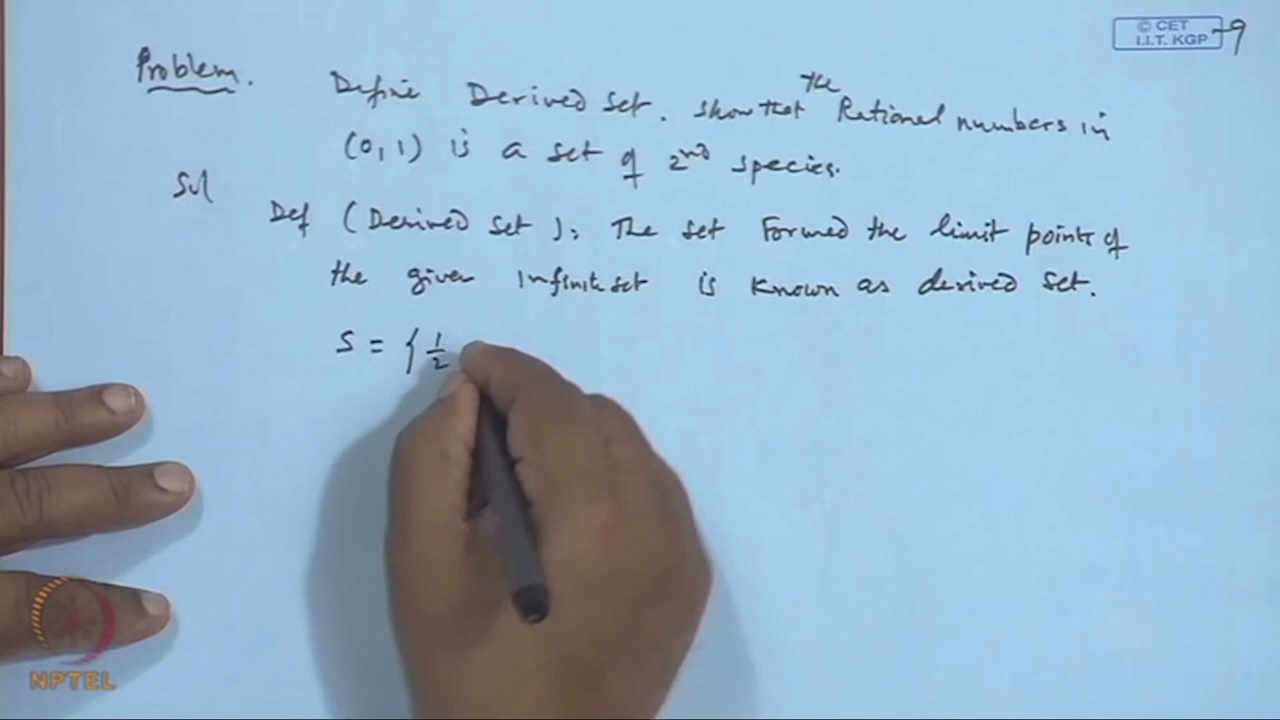 © CET
I.I.T. KGP -9
Problem. Define Derived Set. Show that the Rational numbers in
(0,1) is a set of 2nd species.
Sol
Def (Derived Set): The set Formed the limit points of
the given infinite set is known as derived set.
S = { 1/2
NPTEL